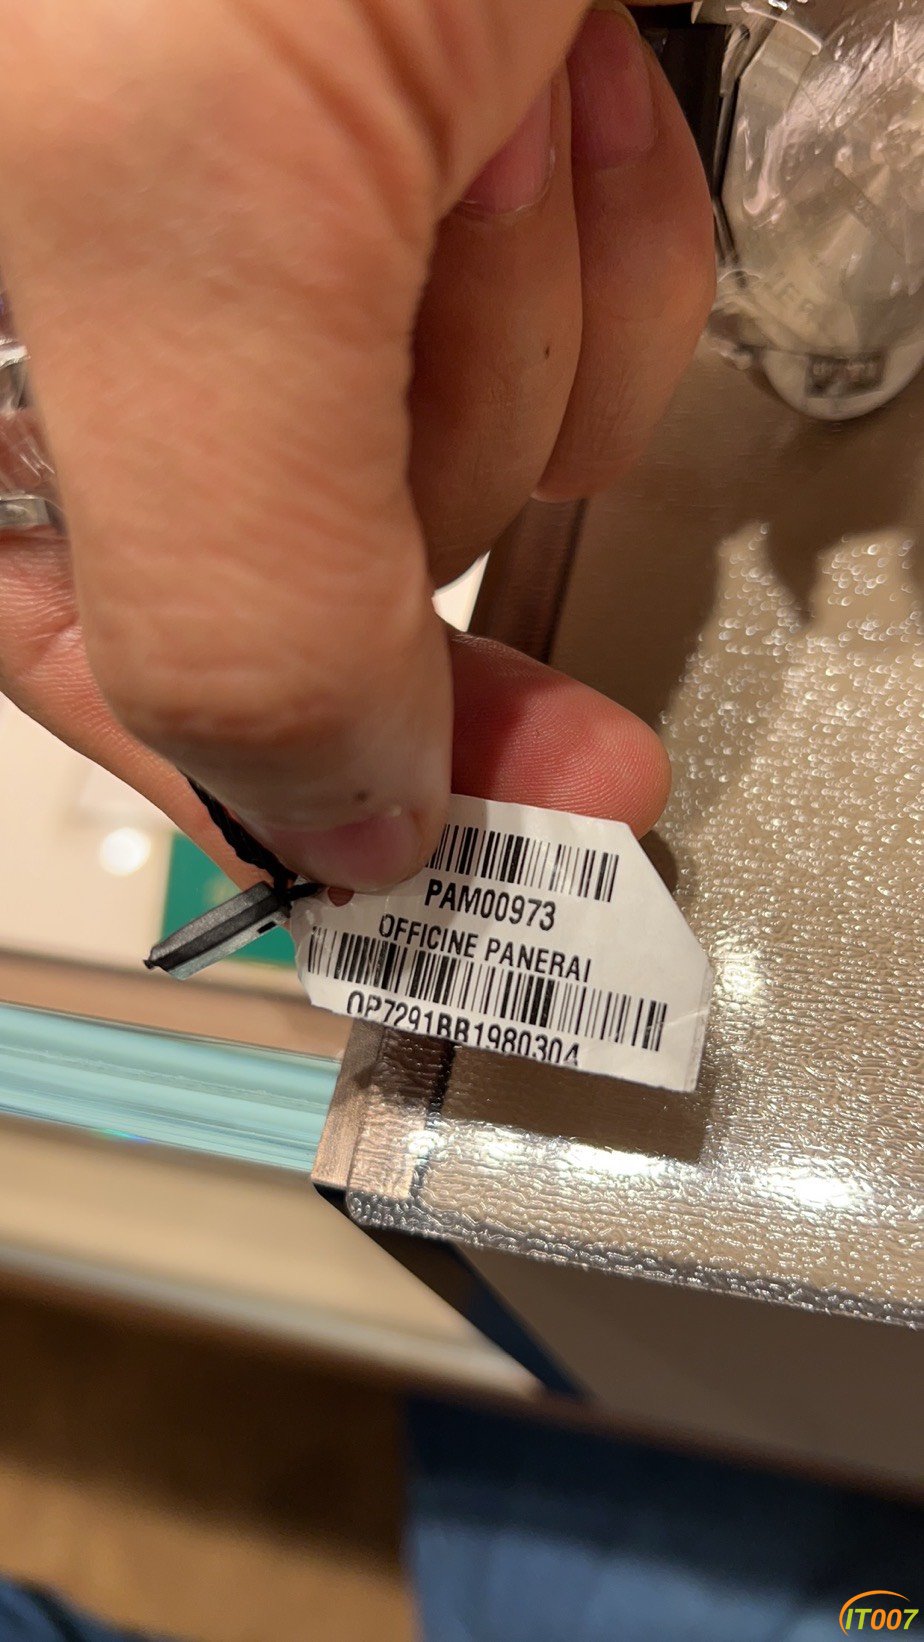 PAM00973
OFFICINE PANERAI
OP7291BB1980304
IT007